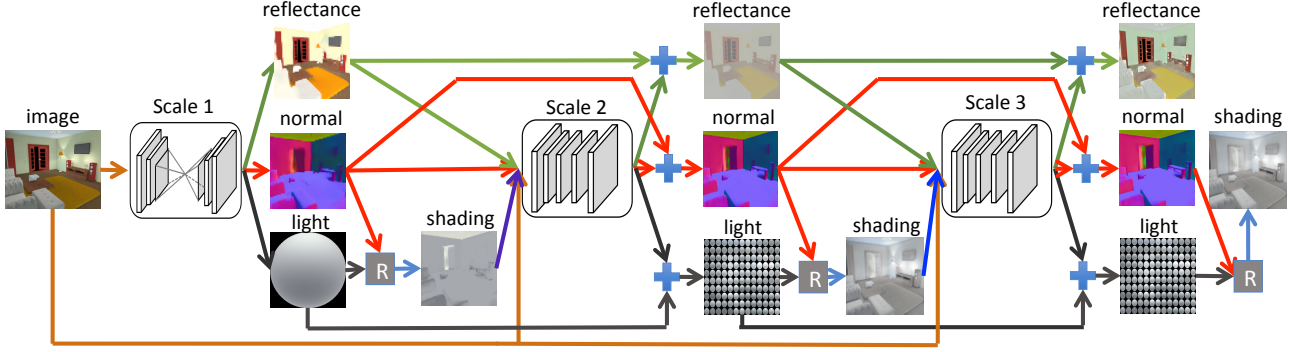 reflectance
reflectance
reflectance
Scale 1
Scale 2
Scale 3
image
normal
normal
normal
shading
light
shading
light
shading
light
R
R
R